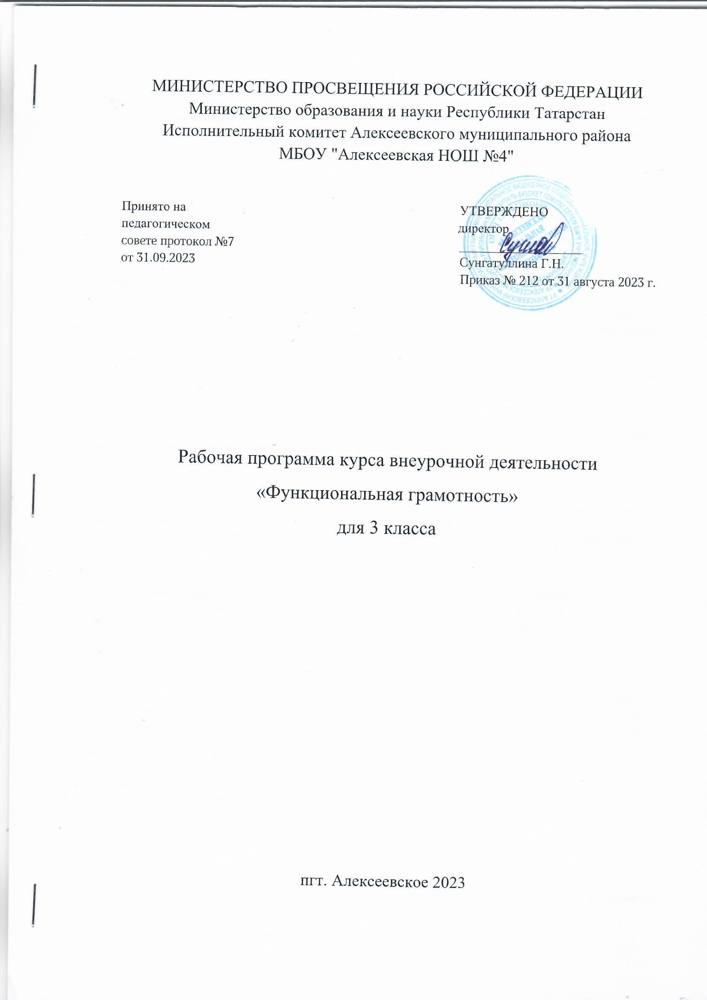 МИНИСТЕРСТВО ПРОСВЕЩЕНИЯ РОССИЙСКОЙ ФЕДЕРАЦИИ
Министерство образования и науки Республики Татарстан
Исполнительный комитет Алексеевского муниципального района
МБОУ "Алексеевская НОШ №4"
Принято на
педагогическом
совете протокол №7
от 31.09.2023
УТВЕРЖДЕНО
директор
Сунгатуллина Г.Н.
Приказ № 212 от 31 августа 2023 г.
Рабочая программа курса внеурочной деятельности
«Функциональная грамотность»
для 3 класса
пгт. Алексеевское 2023